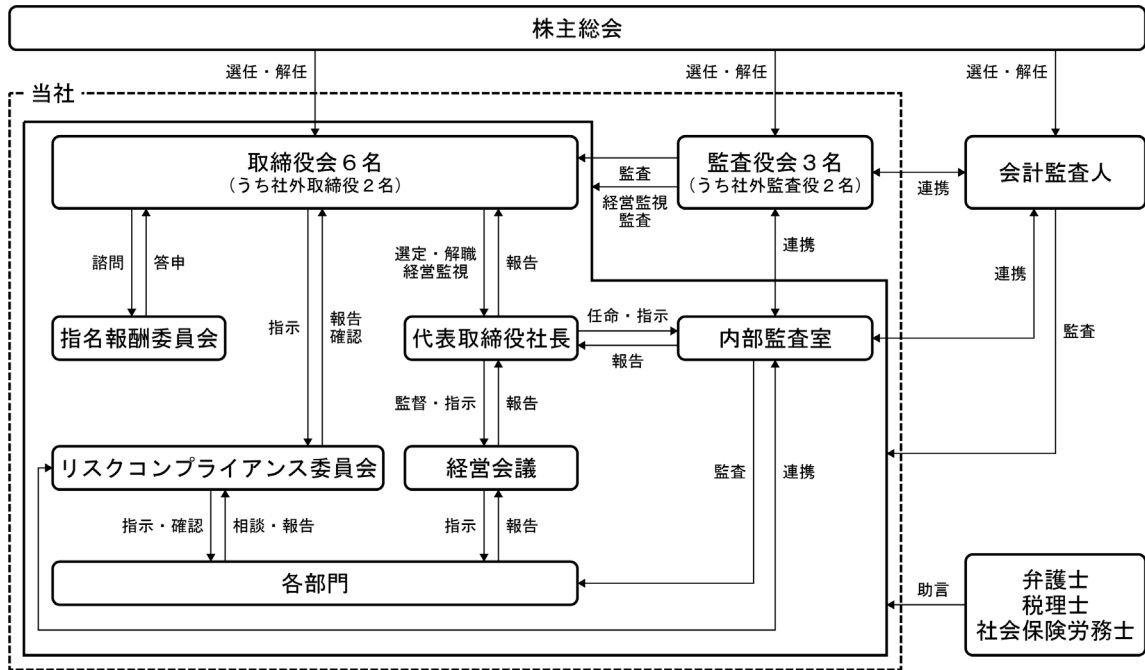 株主総会
選任・解任
選任・解任
選任・解任
当社
取締役会6名
(うち社外取締役2名)
監査
経営監視
監査
監査役会3名
(うち社外監査役2名)
連携
会計監査人
諮問
答申
指示
報告
確認
選定・解職
経営監視
報告
連携
連携
監査
指名報酬委員会
代表取締役社長
任命・指示
報告
内部監査室
監督・指示
報告
リスクコンプライアンス委員会
経営会議
監査
連携
指示・確認
相談・報告
指示
報告
各部門
助言
弁護士
税理士
社会保険労務士